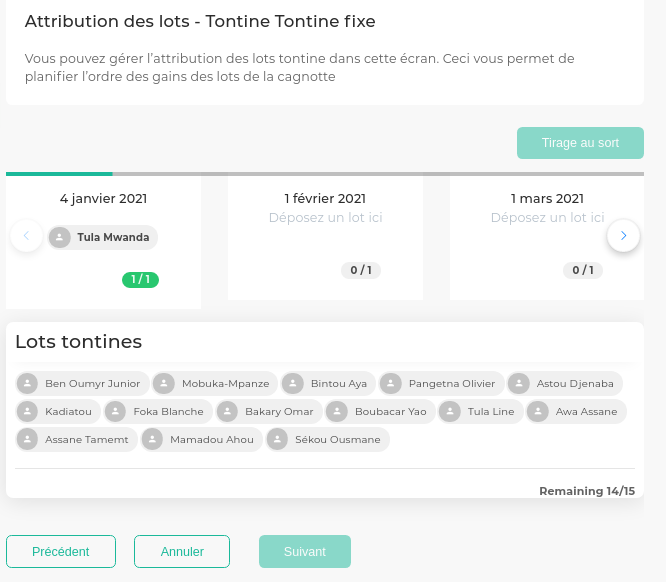 Attribution des lots - Tontine Tontine fixe
Vous pouvez gérer l'attribution des lots tontine dans cette écran. Ceci vous permet de
planifier l'ordre des gains des lots de la cagnotte
Tirage au sort
4 janvier 2021
Tula Mwanda
1 / 1
1 février 2021
Déposez un lot ici
0 / 1
1 mars 2021
Déposez un lot ici
0 / 1
Lots tontines
Ben Oumyr Junior Mobuka-Mpanze Bintou Aya Pangetna Olivier Astou Djenaba
Kadiatou Foka Blanche Bakary Omar Boubacar Yao Tula Line Awa Assane
Assane Tamemt Mamadou Ahou Sékou Ousmane
Remaining 14/15
Précédent Annuler Suivant